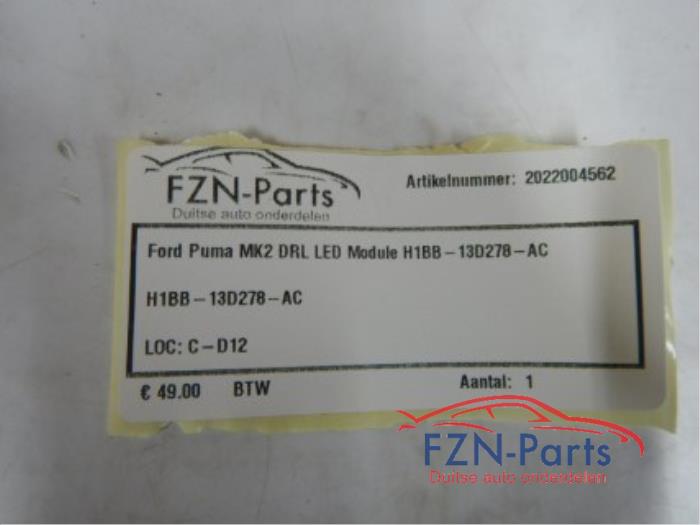 FZN-Parts
Duitse auto onderdelen
Artikelnummer: 2022004562
Ford Puma MK2 DRL LED Module H1BB-13D278-AC
H1BB-13D278-AC
LOC: C-D12
€ 49.00 BTW Aantal: 1
FZN-Parts
Duitse auto onderdelen